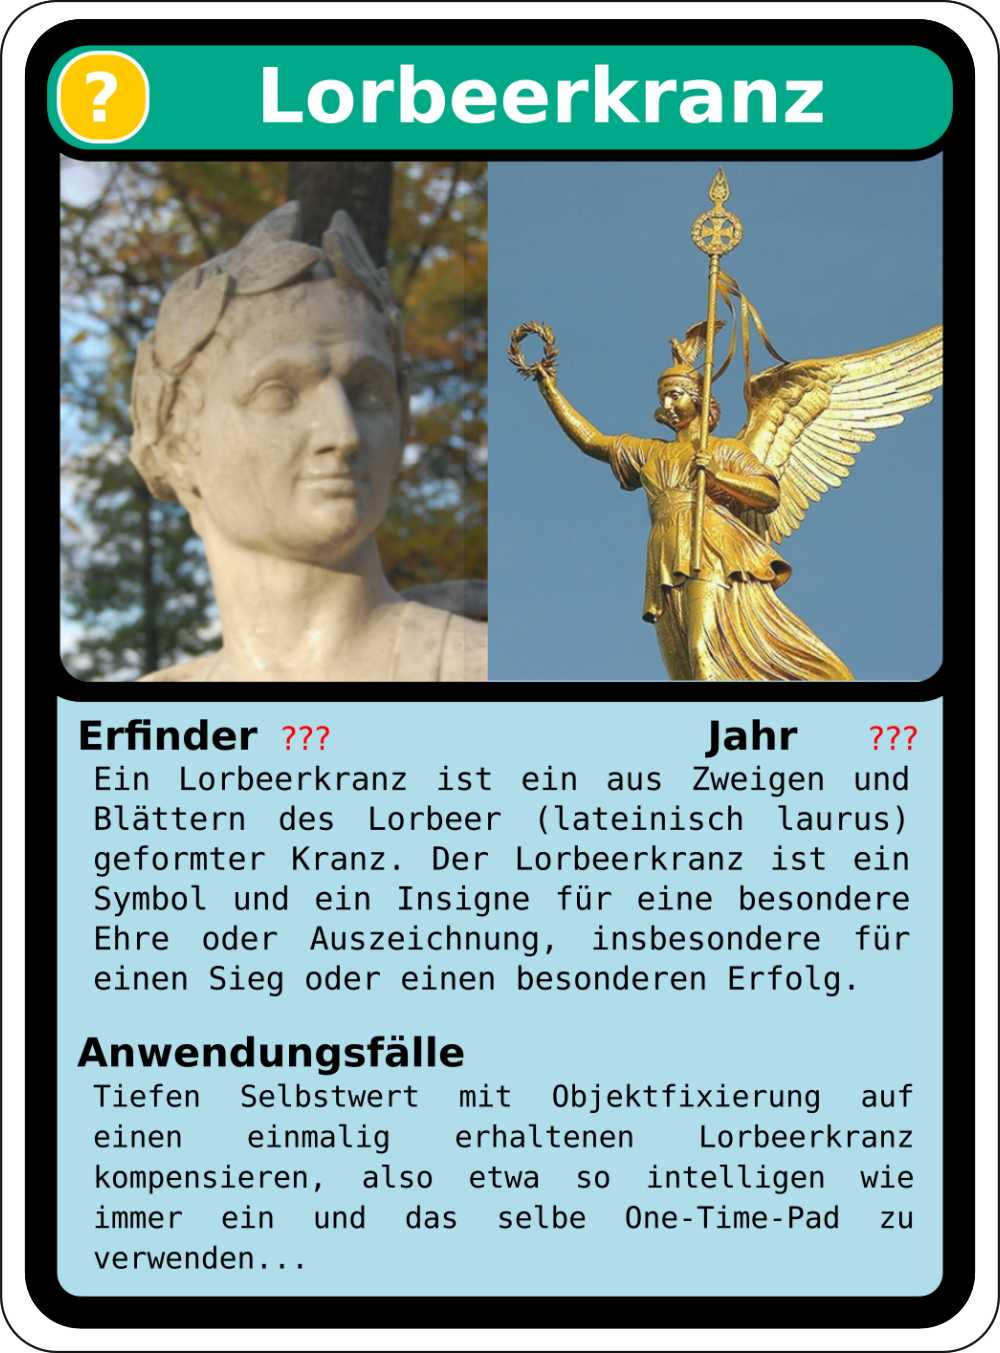 ? Lorbeerkranz
Erfinder ??? Jahr ???
Ein Lorbeerkranz ist ein aus Zweigen und
Blättern des Lorbeer (lateinisch laurus)
geformter Kranz. Der Lorbeerkranz ist ein
Symbol und ein Insigne für eine besondere
Ehre oder Auszeichnung, insbesondere für
einen Sieg oder einen besonderen Erfolg.
Anwendungsfälle
Tiefen Selbstwert mit Objektfixierung auf
einen einmalig erhaltenen Lorbeerkranz
kompensieren, also etwa so intelligen wie
immer ein und das selbe One-Time-Pad zu
verwenden...